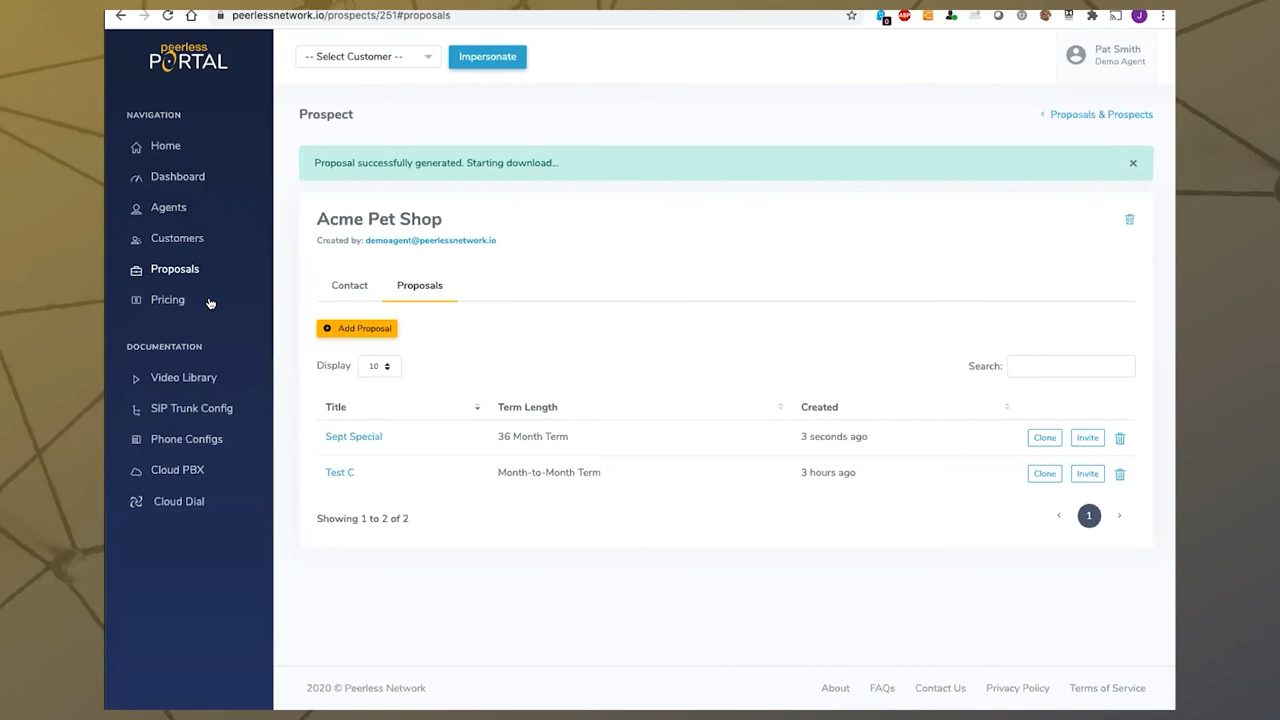 peerlessnetwork.io/prospects/251#proposals
0
ABP
J
peerless
PORTAL
-- Select Customer --
Impersonate
Pat Smith
Demo Agent
NAVIGATION
Home
Dashboard
Agents
Customers
Proposals
Pricing
DOCUMENTATION
Video Library
SIP Trunk Config
Phone Configs
Cloud PBX
Cloud Dial
Prospect
Proposals & Prospects
Proposal successfully generated. Starting download...
Acme Pet Shop
Created by: demoagent@peerlessnetwork.io
Contact
Proposals
Add Proposal
Display 10
Search:
Title Term Length Created
Sept Special 36 Month Term 3 seconds ago Clone Invite
Test C Month-to-Month Term 3 hours ago Clone Invite
Showing 1 to 2 of 2
1
2020 © Peerless Network
About FAQs Contact Us Privacy Policy Terms of Service